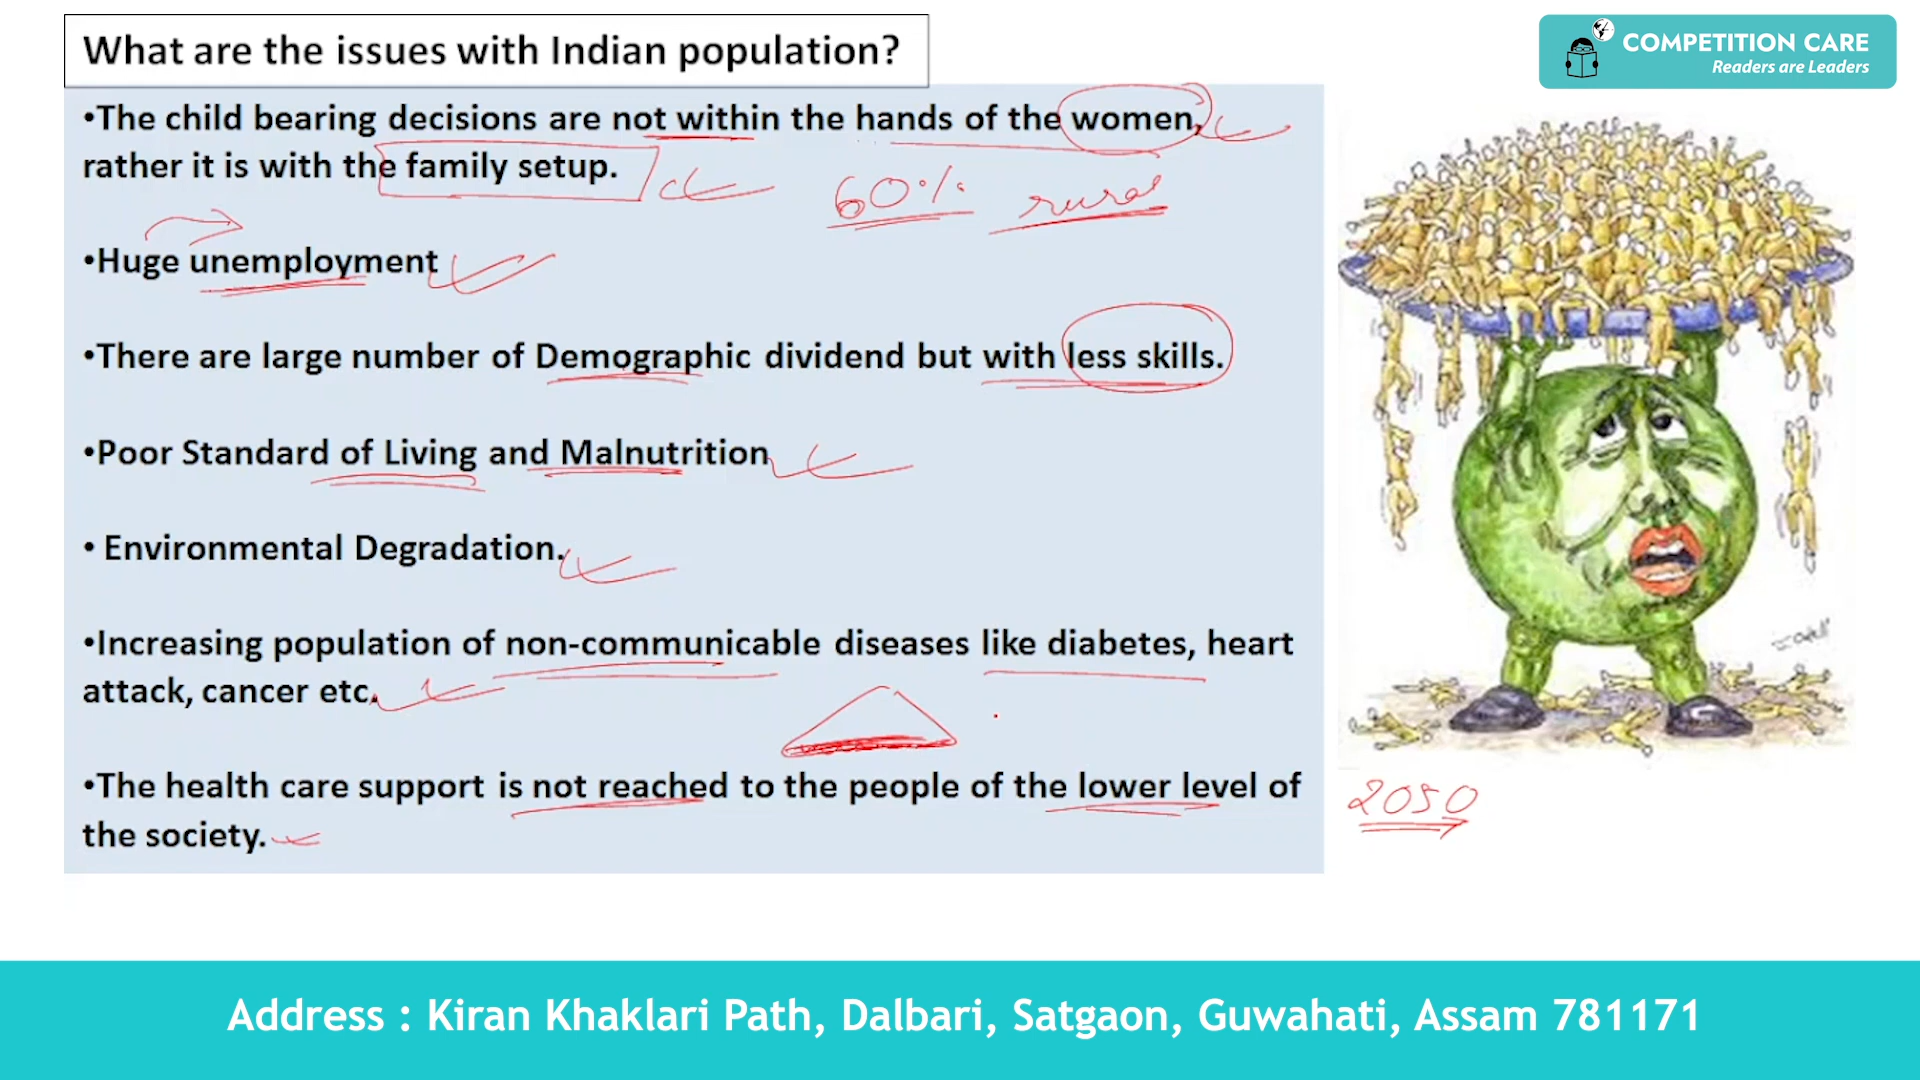 What are the issues with Indian population?
COMPETITION CARE
Readers are Leaders
•The child bearing decisions are not within the hands of the women,
rather it is with the family setup.
60% rural
•Huge unemployment
•There are large number of Demographic dividend but with less skills.
•Poor Standard of Living and Malnutrition
• Environmental Degradation.
•Increasing population of non-communicable diseases like diabetes, heart
attack, cancer etc.
•The health care support is not reached to the people of the lower level of
the society.
2050
Address : Kiran Khaklari Path, Dalbari, Satgaon, Guwahati, Assam 781171